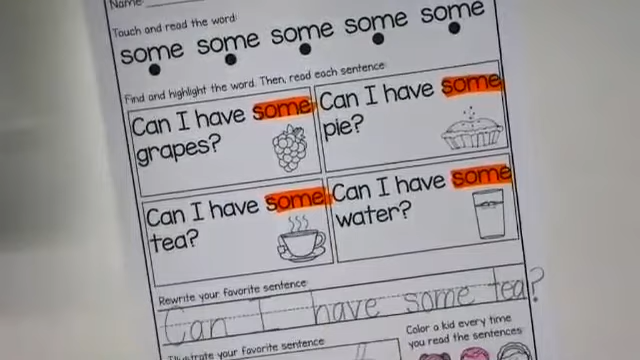 Name:
Touch and read the word:
some some some some some
Find and highlight the word. Then, read each sentence.
Can I have some grapes?
Can I have some pie?
Can I have some tea?
Can I have some water?
Rewrite your favorite sentence:
Can I have some tea?
Illustrate your favorite sentence
Color a kid every time
you read the sentences